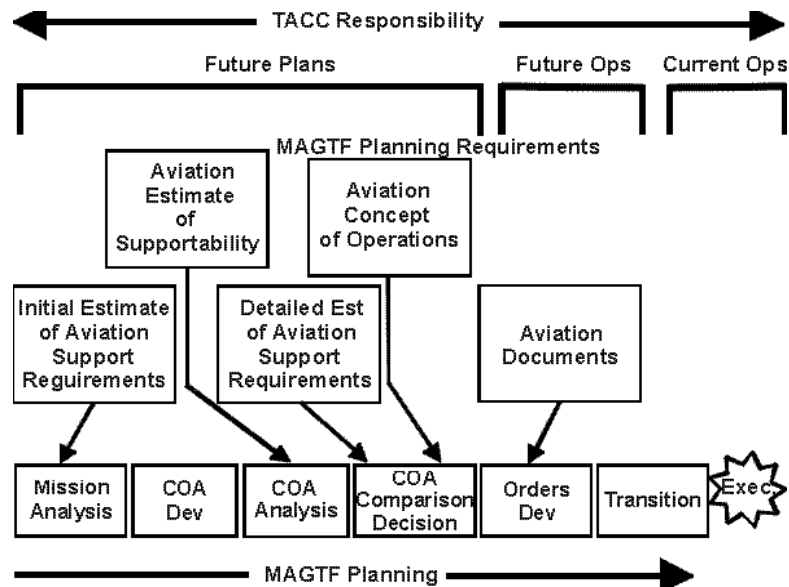 TACC Responsibility
Future Plans
Future Ops
Current Ops
MAGTF Planning Requirements
Aviation
Estimate
of
Supportability
Aviation
Concept
of Operations
Initial Estimate
of Aviation
Support
Reguirements
Detailed Est
of Aviation
Support
Requirements
Aviation
Documents
Mission
Analysis
COA
Dev
COA
Analysis
COA
Comparison
Decision
Orders
Dev
Transition
Exec
MAGTF Planning